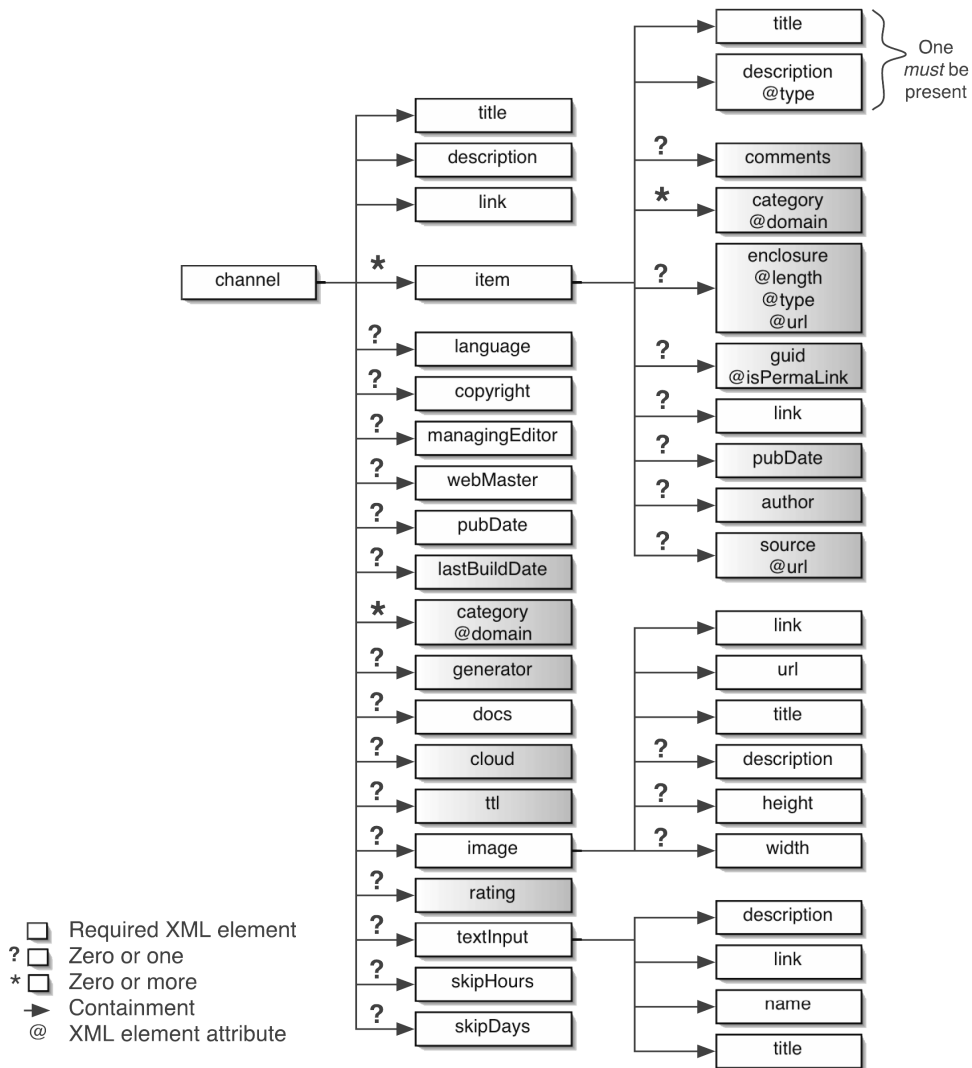 channel
title
description
link
*
item
?
language
?
copyright
?
managingEditor
?
webMaster
?
pubDate
?
lastBuildDate
*
category
@domain
?
generator
?
docs
?
cloud
?
ttl
?
image
?
rating
?
textInput
?
skipHours
?
skipDays
title
description
@type
One
must be
present
?
comments
*
category
@domain
?
enclosure
@length
@type
@url
?
guid
@isPermaLink
?
link
?
pubDate
?
author
?
source
@url
link
url
title
?
description
?
height
?
width
description
link
name
title
Required XML element
? Zero or one
* Zero or more
Containment
@ XML element attribute